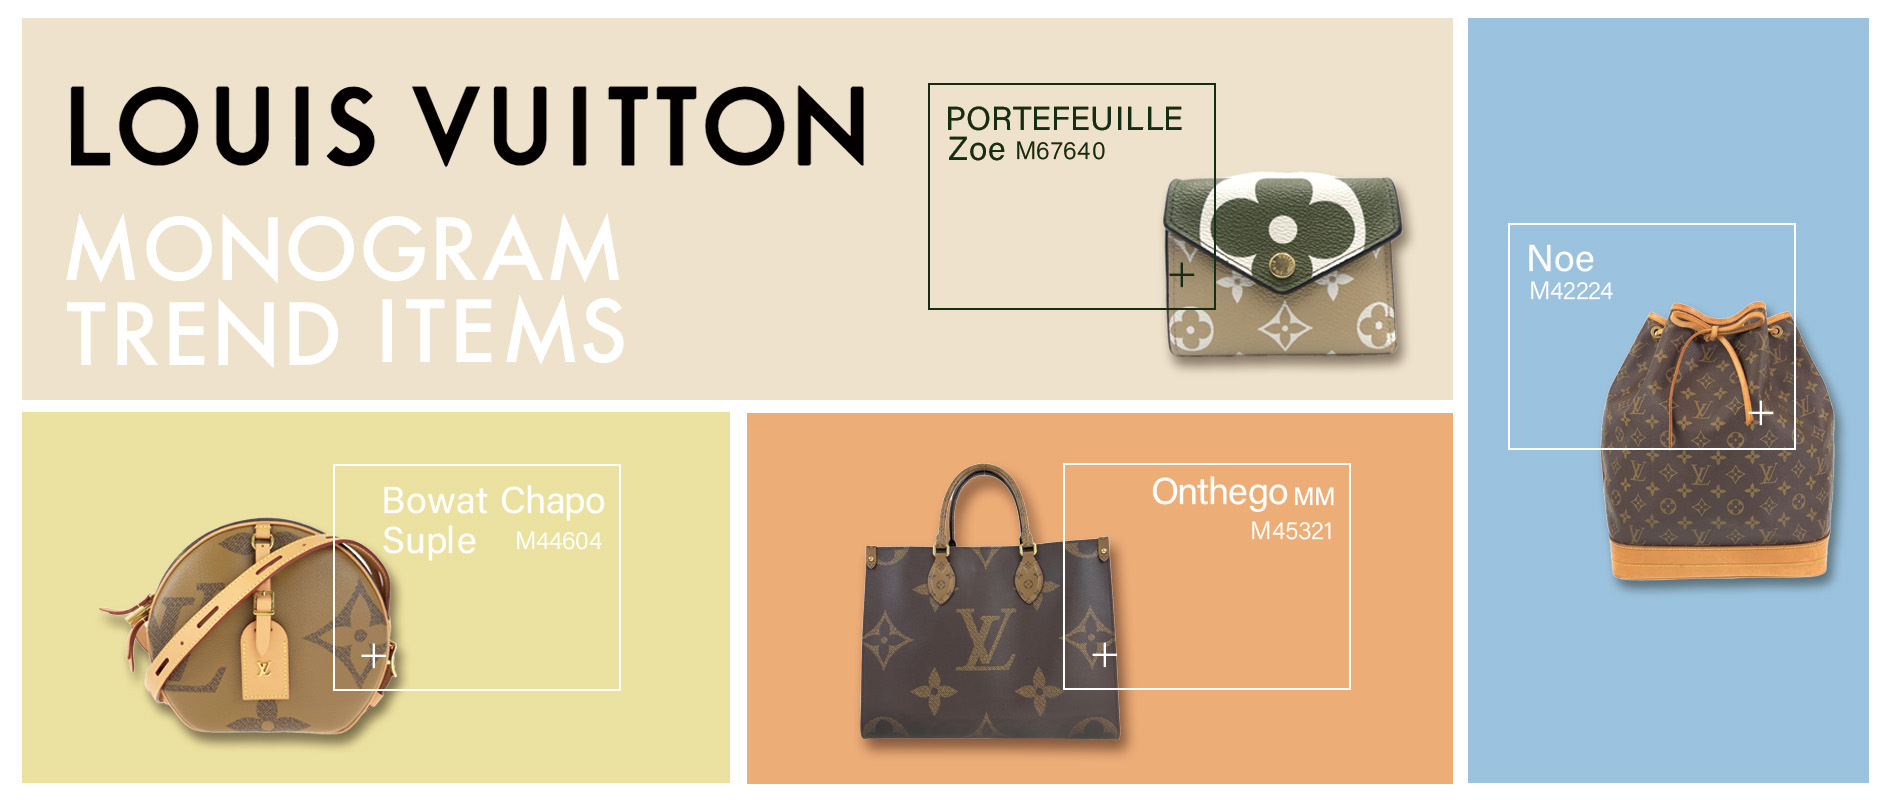 LOUIS VUITTON
MONOGRAM
TREND ITEMS
PORTEFEUILLE
Zoe M67640
Noe
M42224
Bowat Chapo
Suple M44604
Onthego MM
M45321